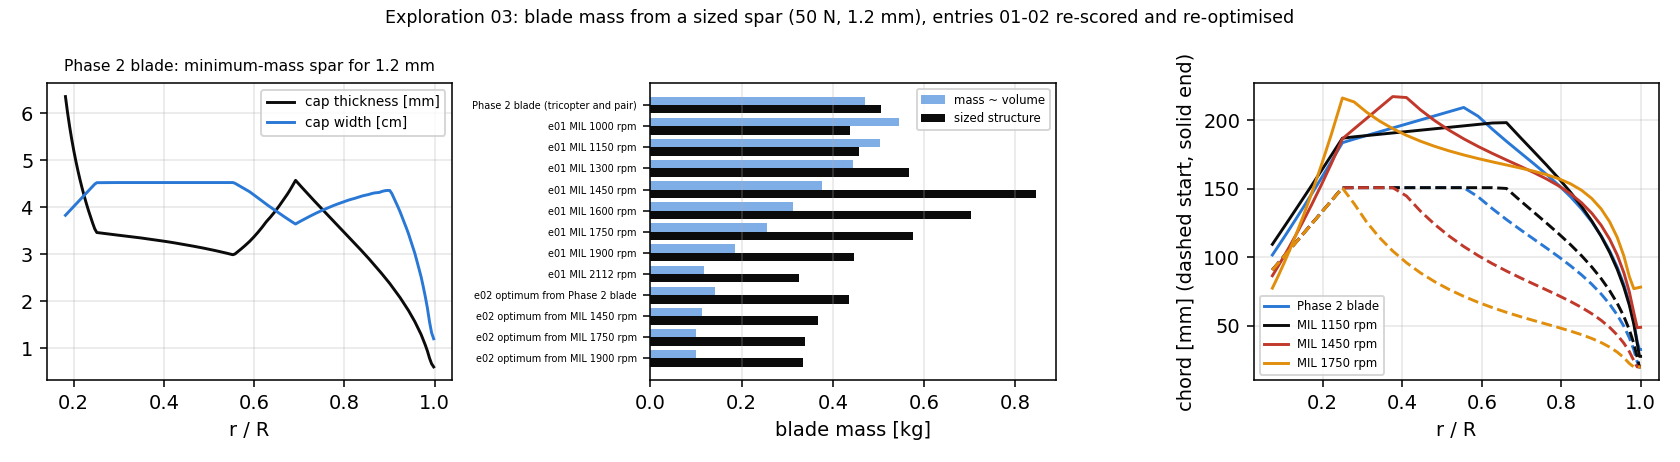 Exploration 03: blade mass from a sized spar (50 N, 1.2 mm), entries 01-02 re-scored and re-optimised
Phase 2 blade: minimum-mass spar for 1.2 mm
cap thickness [mm]
cap width [cm]
6
5
4
3
2
1
0.2
0.4
0.6
0.8
1.0
r / R
Phase 2 blade (tricopter and pair)
e01 MIL 1000 rpm
e01 MIL 1150 rpm
e01 MIL 1300 rpm
e01 MIL 1450 rpm
e01 MIL 1600 rpm
e01 MIL 1750 rpm
e01 MIL 1900 rpm
e01 MIL 2112 rpm
e02 optimum from Phase 2 blade
e02 optimum from MIL 1450 rpm
e02 optimum from MIL 1750 rpm
e02 optimum from MIL 1900 rpm
mass ~ volume
sized structure
0.0
0.2
0.4
0.6
0.8
blade mass [kg]
chord [mm] (dashed start, solid end)
200
150
100
50
Phase 2 blade
MIL 1150 rpm
MIL 1450 rpm
MIL 1750 rpm
0.2
0.4
0.6
0.8
1.0
r / R